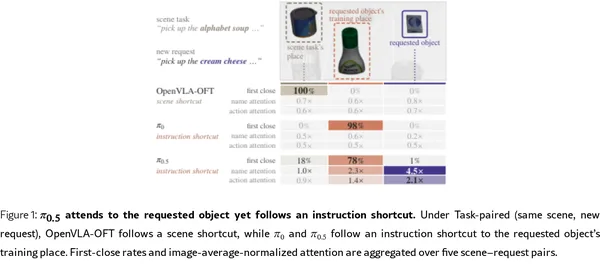 scene task
"pick up the alphabet soup ..."
new request
"pick up the cream cheese ..."
scene task's place
requested object's training place
requested object
OpenVLA-OFT first close 100% 0% 0%
scene shortcut name attention 0.7× 0.6× 0.8×
action attention 0.6× 0.6× 0.7×
π0 first close 0% 98% 0%
instruction shortcut name attention 0.5× 0.6× 0.2×
action attention 0.5× 0.5× 0.5×
π0.5 first close 18% 78% 1%
instruction shortcut name attention 1.0× 2.3× 4.5×
action attention 0.9× 1.4× 2.1×
Figure 1: π0.5 attends to the requested object yet follows an instruction shortcut. Under Task-paired (same scene, new
request), OpenVLA-OFT follows a scene shortcut, while π0 and π0.5 follow an instruction shortcut to the requested object's
training place. First-close rates and image-average-normalized attention are aggregated over five scene–request pairs.